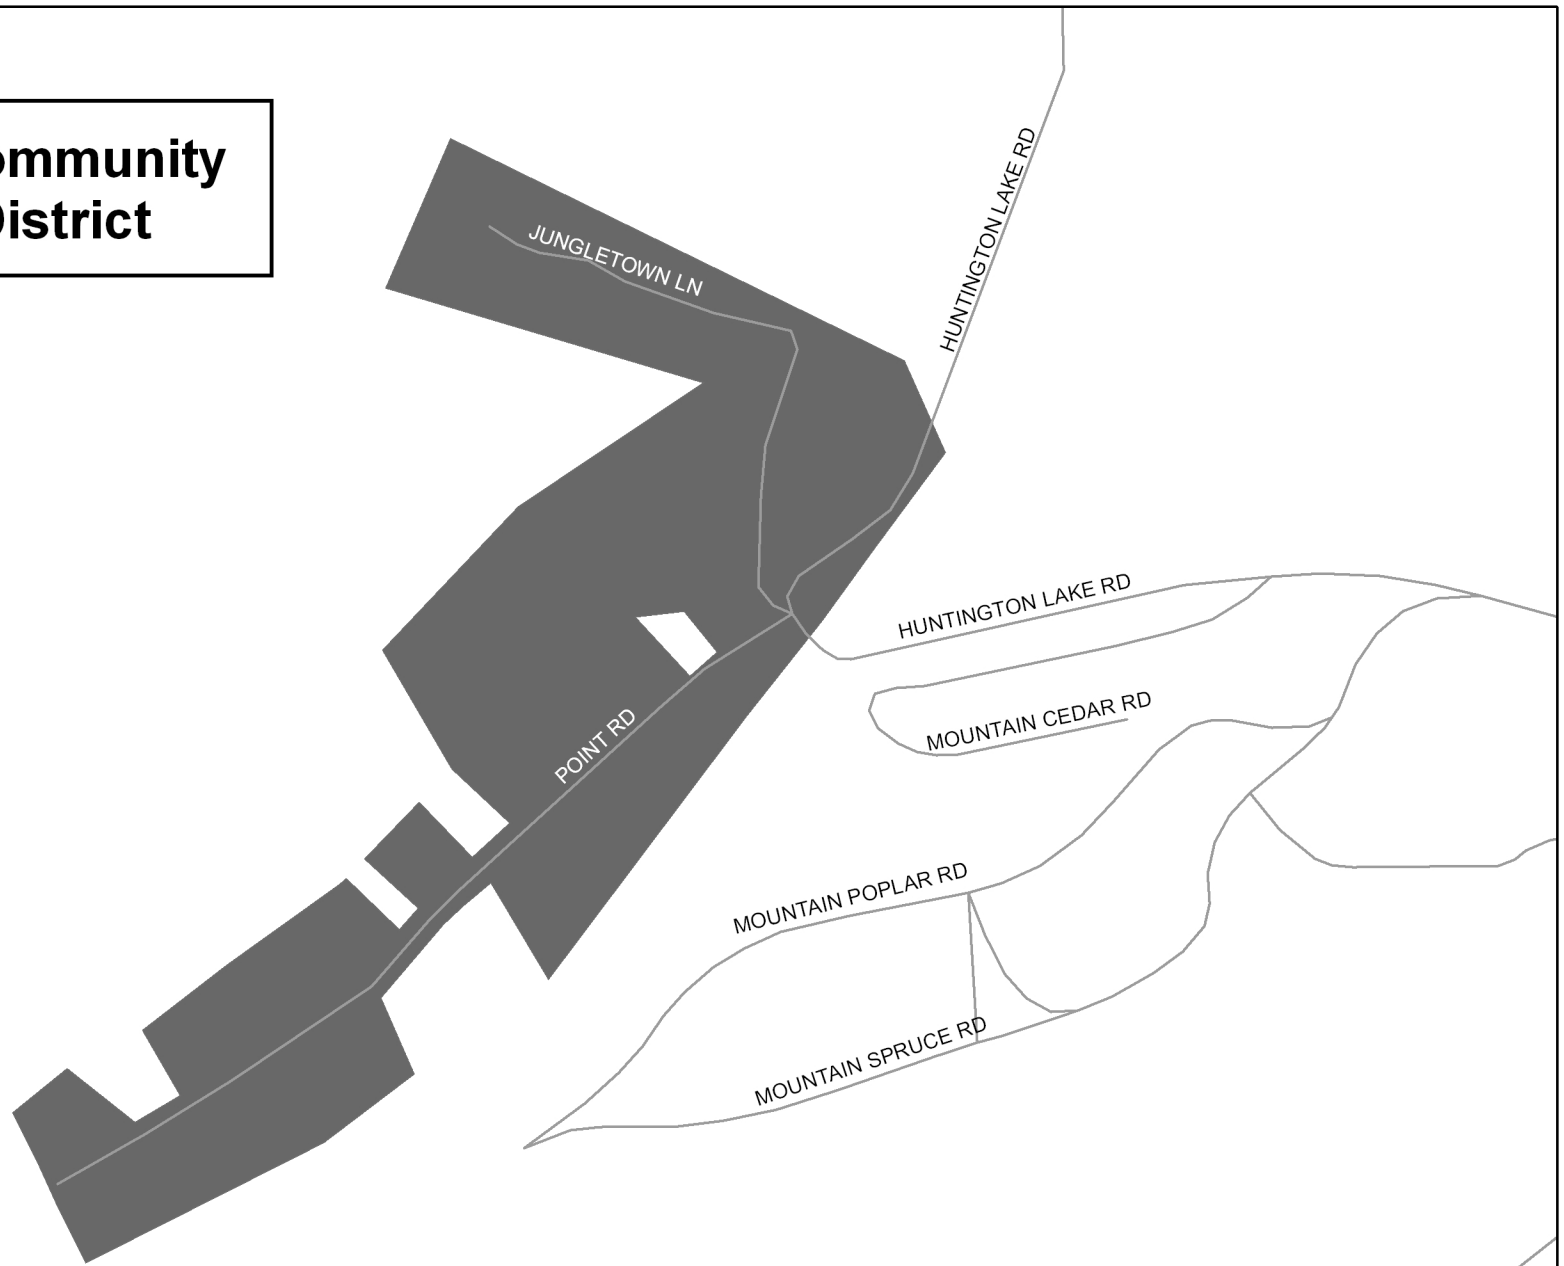 ommunity
District
JUNGLETOWN LN
HUNTINGTON LAKE RD
HUNTINGTON LAKE RD
MOUNTAIN CEDAR RD
POINT RD
MOUNTAIN POPLAR RD
MOUNTAIN SPRUCE RD